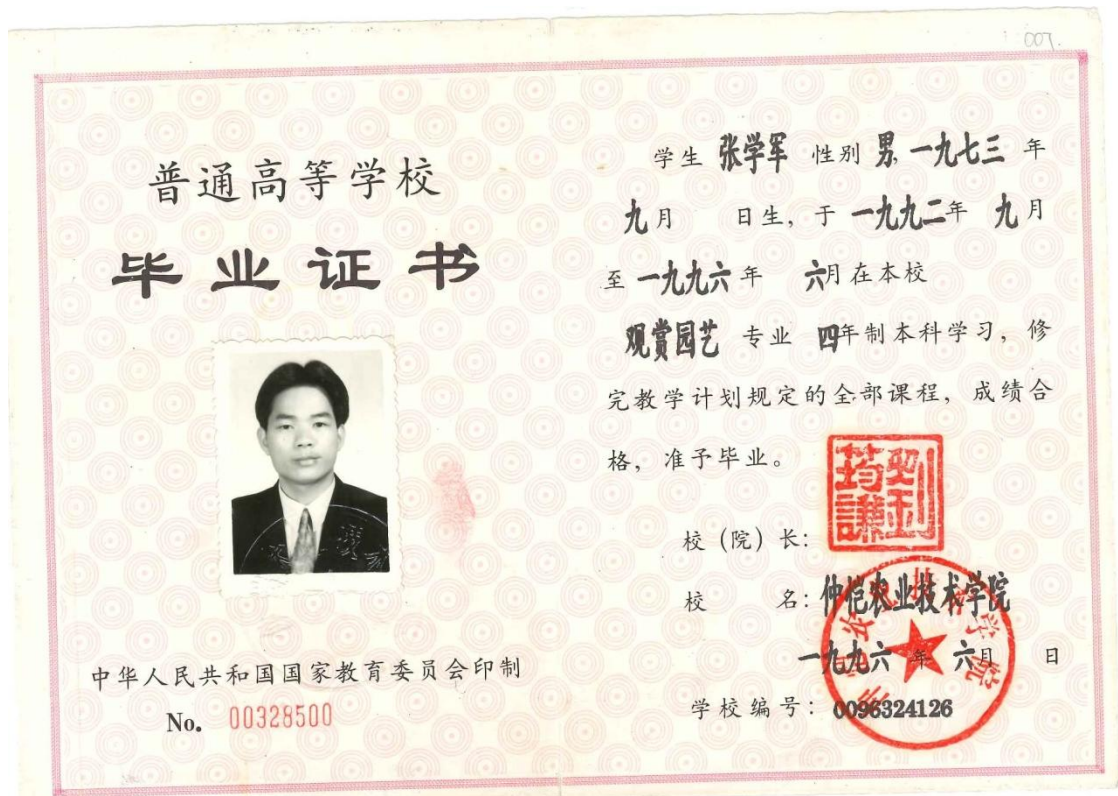 007.
普通高等学校
毕业证书
中华人民共和国国家教育委员会印制
No. 00328500
学生 张学军 性别 男, 一九七三 年
九月 日生, 于 一九九二年 九月
至 一九九六 年 六月在本校
观赏园艺 专业 四年制本科学习, 修
完教学计划规定的全部课程, 成绩合
格, 准予毕业。
校 (院) 长:
校 名: 仲恺农业技术学院
一九九六 年 六月 日
学校编号: 0096324126